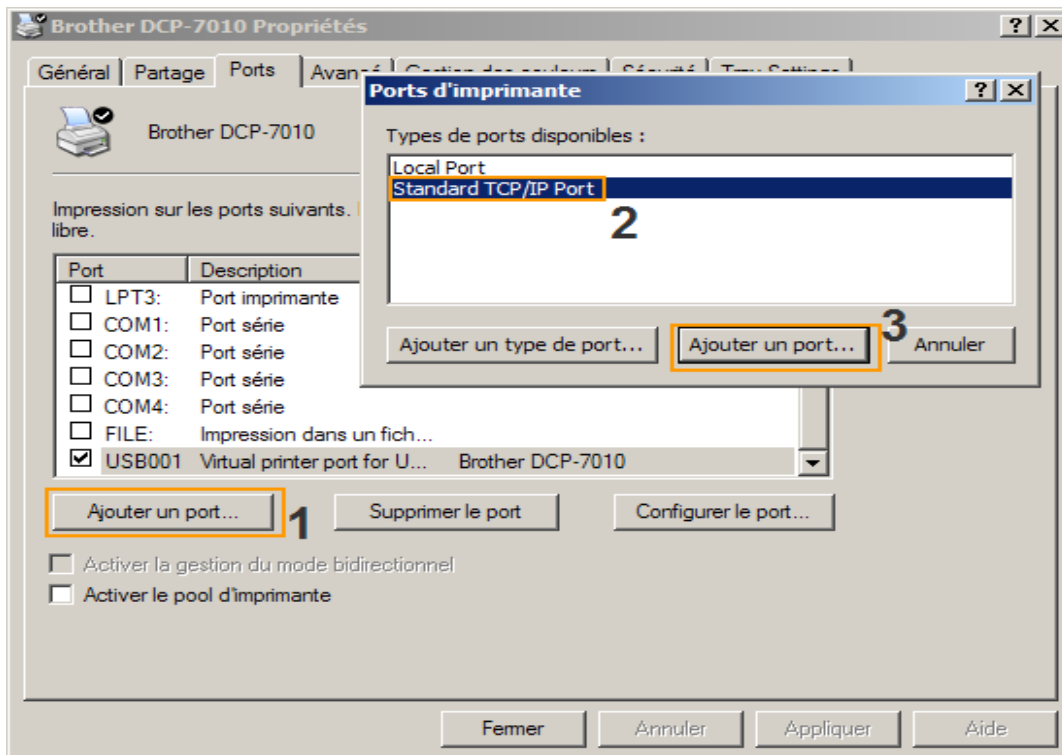 Brother DCP-7010 Propriétés
Général Partage Ports Avancé
Brother DCP-7010
Impression sur les ports suivants.
libre.
Port Description
LPT3: Port imprimante
COM1: Port série
COM2: Port série
COM3: Port série
COM4: Port série
FILE: Impression dans un fich...
USB001 Virtual printer port for U... Brother DCP-7010
Ajouter un port... 1 Supprimer le port Configurer le port...
Activer la gestion du mode bidirectionnel
Activer le pool d'imprimante
Fermer Annuler Appliquer Aide
Ports d'imprimante
Types de ports disponibles :
Local Port
Standard TCP/IP Port
2
Ajouter un type de port... Ajouter un port... 3 Annuler